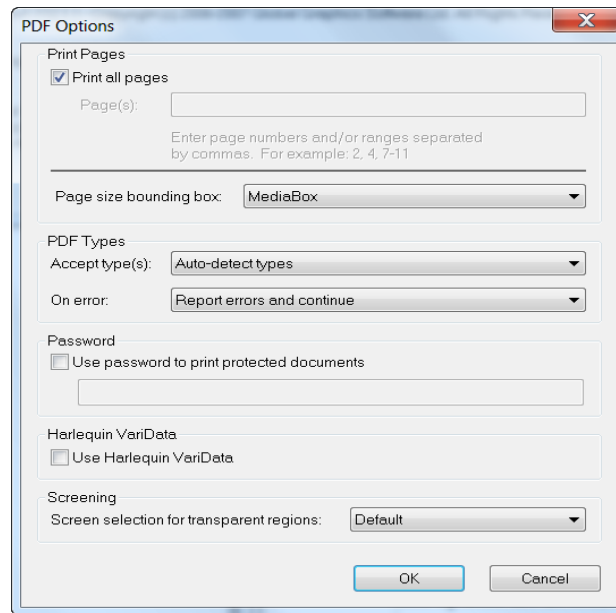 PDF Options
Print Pages
Print all pages
Page(s):
Enter page numbers and/or ranges separated
by commas. For example: 2, 4, 7-11
Page size bounding box: MediaBox
PDF Types
Accept type(s): Auto-detect types
On error: Report errors and continue
Password
Use password to print protected documents
Harlequin VariData
Use Harlequin VariData
Screening
Screen selection for transparent regions: Default
OK Cancel